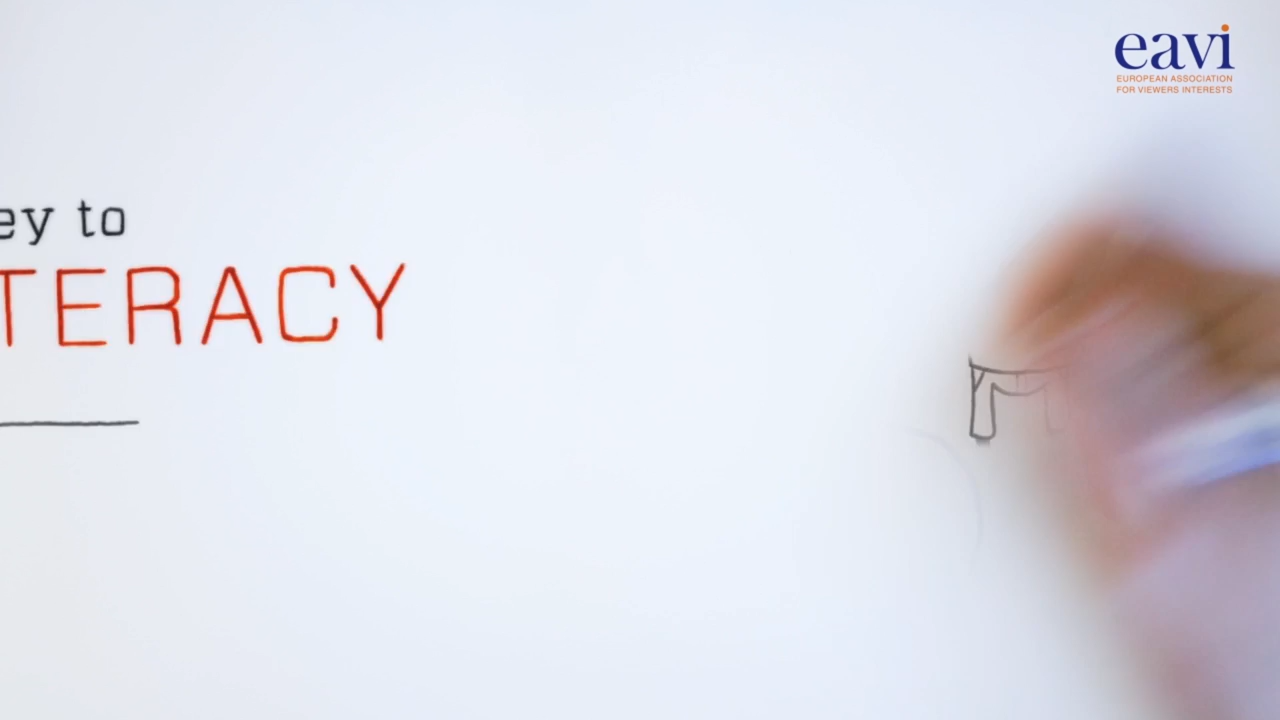 eavi
EUROPEAN ASSOCIATION
FOR VIEWERS INTERESTS
ey to
TERACY